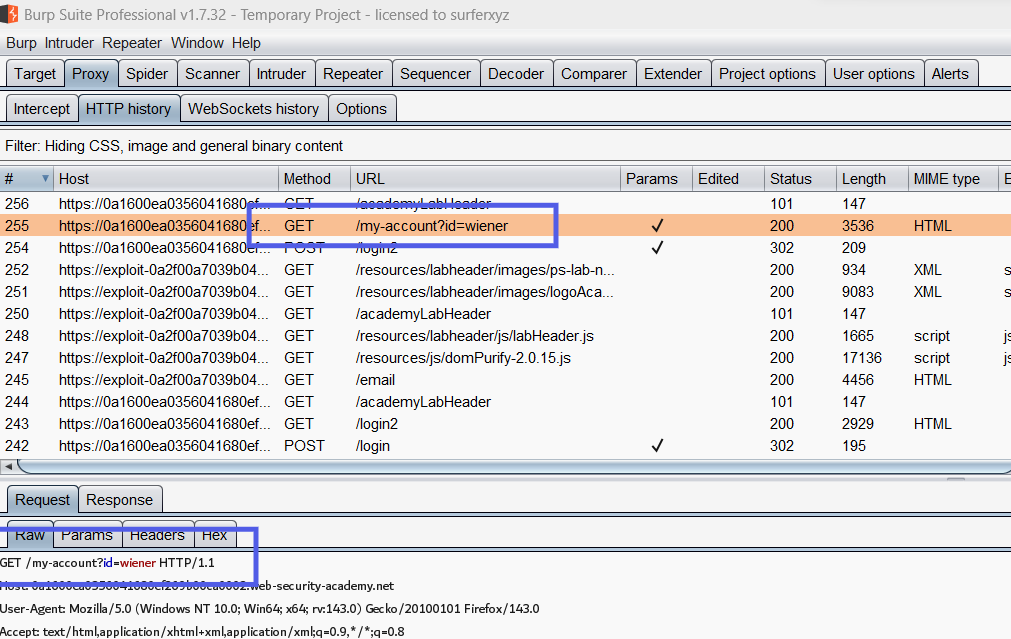 Burp Suite Professional v1.7.32 - Temporary Project - licensed to surferxyz
Burp Intruder Repeater Window Help
Target Proxy Spider Scanner Intruder Repeater Sequencer Decoder Comparer Extender Project options User options Alerts
Intercept HTTP history WebSockets history Options
Filter: Hiding CSS, image and general binary content
# Host Method URL Params Edited Status Length MIME type E
256 https://0a1600ea0356041680ef... GET /academyLabHeader 101 147
255 https://0a1600ea0356041680ef... GET /my-account?id=wiener ✓ 200 3536 HTML
254 https://0a1600ea0356041680ef... POST /login2 ✓ 302 209
252 https://exploit-0a2f00a7039b04... GET /resources/labheader/images/ps-lab-n... 200 934 XML s
251 https://exploit-0a2f00a7039b04... GET /resources/labheader/images/logoAca... 200 9083 XML s
250 https://exploit-0a2f00a7039b04... GET /academyLabHeader 101 147
248 https://exploit-0a2f00a7039b04... GET /resources/labheader/js/labHeader.js 200 1665 script js
247 https://exploit-0a2f00a7039b04... GET /resources/js/domPurify-2.0.15.js 200 17136 script js
245 https://exploit-0a2f00a7039b04... GET /email 200 4456 HTML
244 https://0a1600ea0356041680ef... GET /academyLabHeader 101 147
243 https://0a1600ea0356041680ef... GET /login2 200 2929 HTML
242 https://0a1600ea0356041680ef... POST /login ✓ 302 195
Request Response
Raw Params Headers Hex
GET /my-account?id=wiener HTTP/1.1
Host:
User-Agent: Mozilla/5.0 (Windows NT 10.0; Win64; x64; rv:143.0) Gecko/20100101 Firefox/143.0
Accept: text/html,application/xhtml+xml,application/xml;q=0.9,*/*;q=0.8